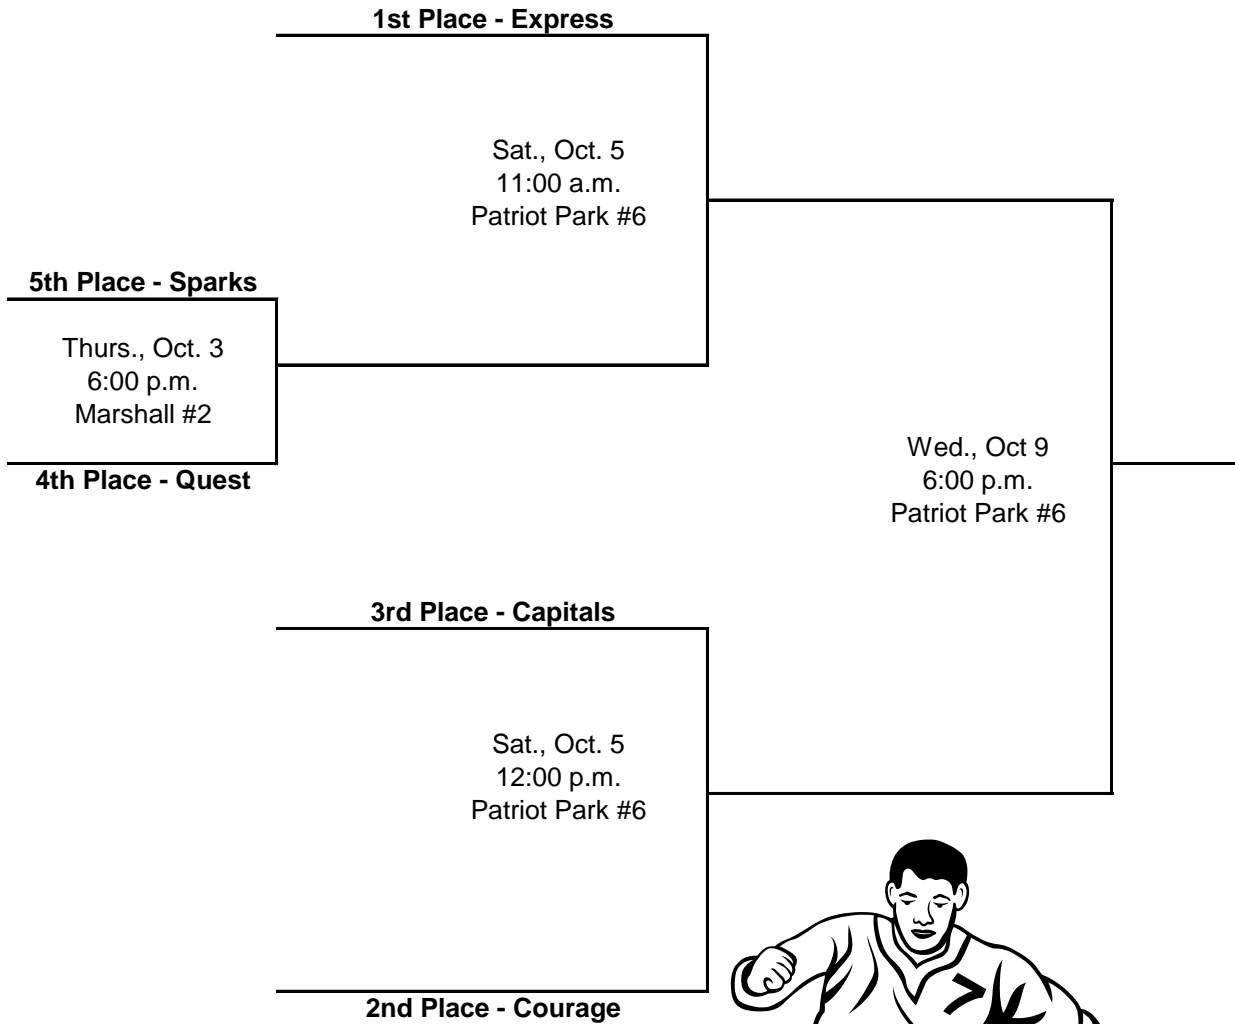 1st Place - Express
Sat., Oct. 5
11:00 a.m.
Patriot Park #6
5th Place - Sparks
Thurs., Oct. 3
6:00 p.m.
Marshall #2
4th Place - Quest
Wed., Oct 9
6:00 p.m.
Patriot Park #6
3rd Place - Capitals
Sat., Oct. 5
12:00 p.m.
Patriot Park #6
7
2nd Place - Courage